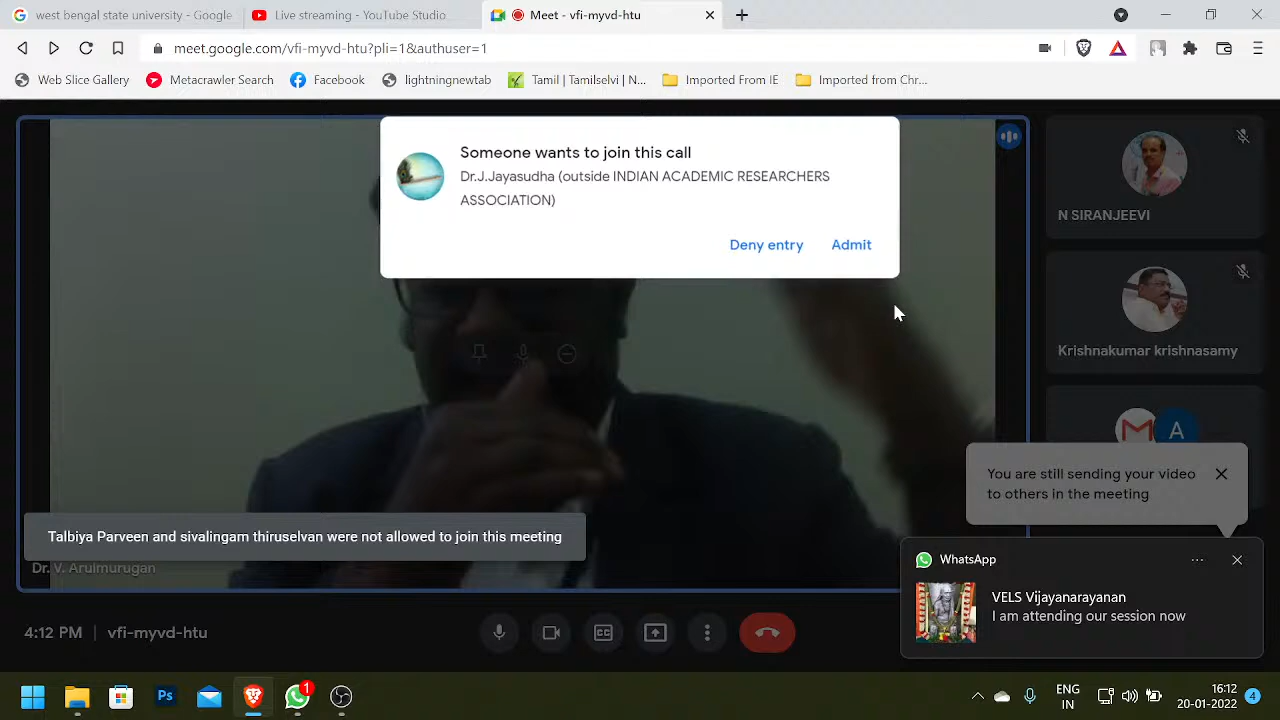 west bengal state university - Google
Live streaming - YouTube Studio
Meet - vfi-myvd-htu
meet.google.com/vfi-myvd-htu?pli=1&authuser=1
Web Slice Gallery
Metacrawler Search
Facebook
lightningnewtab
Tamil | Tamilselvi | N...
Imported From IE
Imported from Chr...
Someone wants to join this call
Dr.J.Jayasudha (outside INDIAN ACADEMIC RESEARCHERS
ASSOCIATION)
Deny entry
Admit
N SIRANJEEVI
Krishnakumar krishnasamy
A
You are still sending your video
to others in the meeting
Talbiya Parveen and sivalingam thiruselvan were not allowed to join this meeting
Dr. V. Arulmurugan
WhatsApp
VELS Vijayanarayanan
I am attending our session now
4:12 PM | vfi-myvd-htu
CC
Ps
1
ENG
IN
16:12
20-01-2022
4